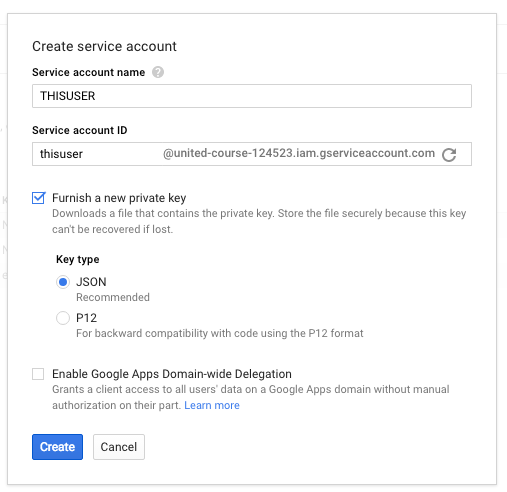 Create service account
Service account name ?
THISUSER
Service account ID
thisuser @united-course-124523.iam.gserviceaccount.com
Furnish a new private key
Downloads a file that contains the private key. Store the file securely because this key
can't be recovered if lost.
Key type
JSON
Recommended
P12
For backward compatibility with code using the P12 format
Enable Google Apps Domain-wide Delegation
Grants a client access to all users' data on a Google Apps domain without manual
authorization on their part. Learn more
Create Cancel